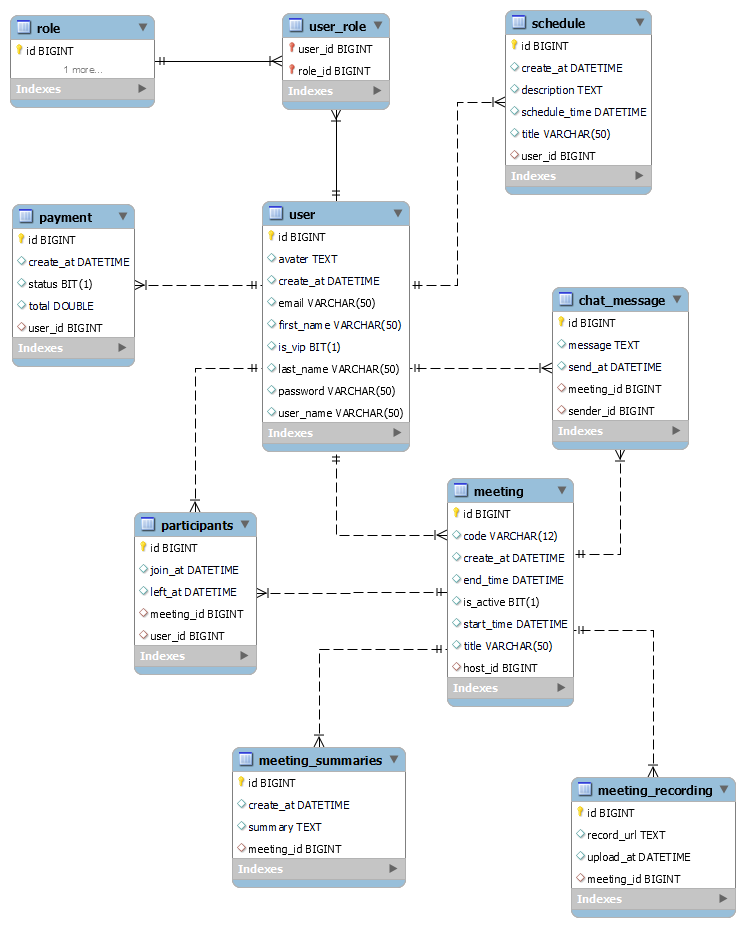 role
id BIGINT
1 more...
Indexes
user_role
user_id BIGINT
role_id BIGINT
Indexes
schedule
id BIGINT
create_at DATETIME
description TEXT
schedule_time DATETIME
title VARCHAR(50)
user_id BIGINT
Indexes
payment
id BIGINT
create_at DATETIME
status BIT(1)
total DOUBLE
user_id BIGINT
Indexes
user
id BIGINT
avater TEXT
create_at DATETIME
email VARCHAR(50)
first_name VARCHAR(50)
is_vip BIT(1)
last_name VARCHAR(50)
password VARCHAR(50)
user_name VARCHAR(50)
Indexes
chat_message
id BIGINT
message TEXT
send_at DATETIME
meeting_id BIGINT
sender_id BIGINT
Indexes
participants
id BIGINT
join_at DATETIME
left_at DATETIME
meeting_id BIGINT
user_id BIGINT
Indexes
meeting
id BIGINT
code VARCHAR(12)
create_at DATETIME
end_time DATETIME
is_active BIT(1)
start_time DATETIME
title VARCHAR(50)
host_id BIGINT
Indexes
meeting_summaries
id BIGINT
create_at DATETIME
summary TEXT
meeting_id BIGINT
Indexes
meeting_recording
id BIGINT
record_url TEXT
upload_at DATETIME
meeting_id BIGINT
Indexes